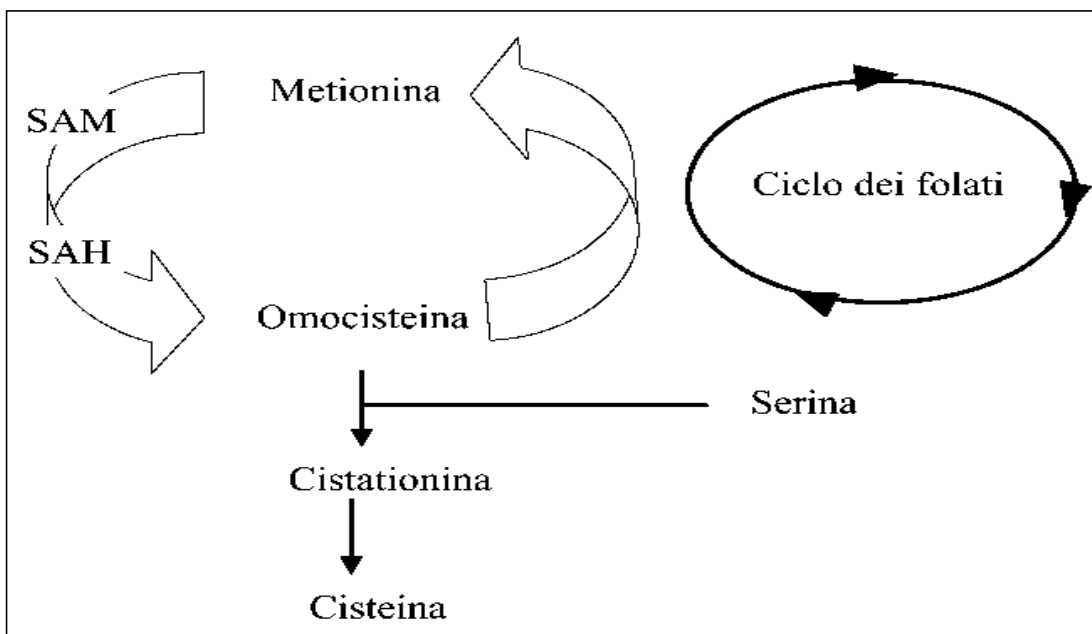 Metionina
SAM
Ciclo dei folati
SAH
Omocisteina
Serina
Cistationina
Cisteina